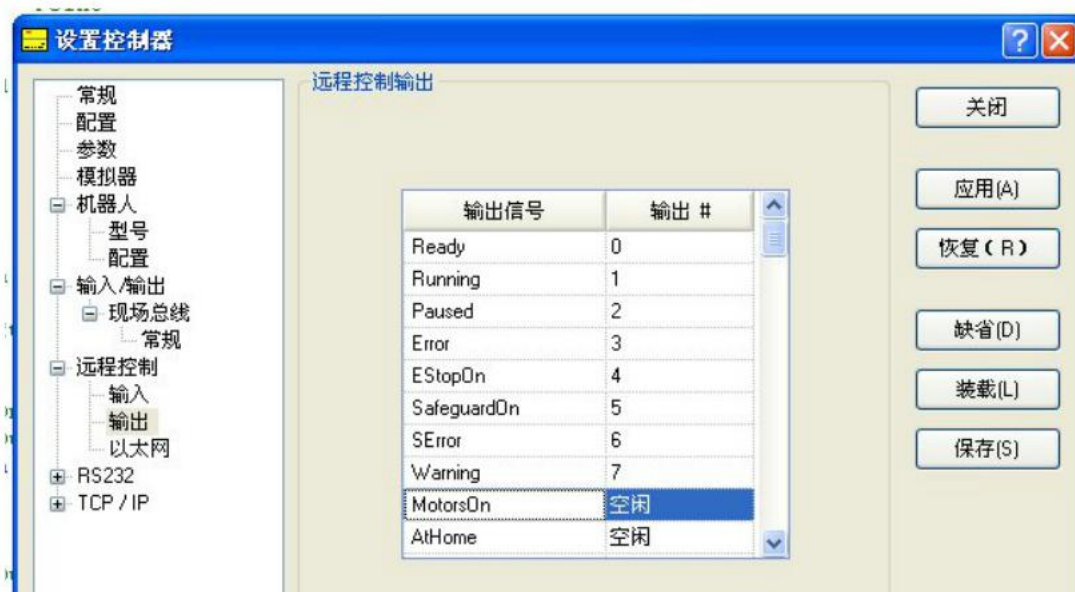 设置控制器
常规
配置
参数
模拟器
机器人
型号
配置
输入/输出
现场总线
常规
远程控制
输入
输出
以太网
RS232
TCP / IP
远程控制输出
输出信号 输出 #
Ready 0
Running 1
Paused 2
Error 3
EStopOn 4
SafeguardOn 5
SError 6
Warning 7
MotorsOn 空闲
AtHome 空闲
关闭
应用(A)
恢复(R)
缺省(D)
装载(L)
保存(S)